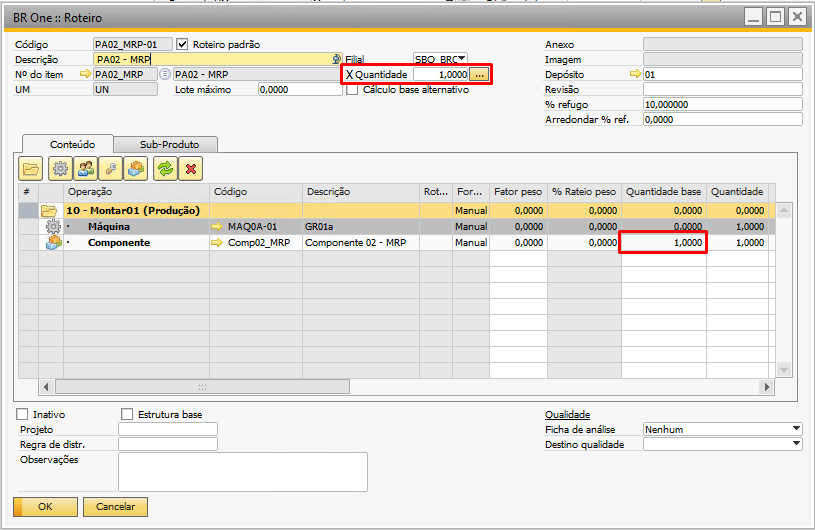 BR One :: Roteiro
Código PA02_MRP-01 Roteiro padrão Anexo
Descrição PA02 - MRP Filial SBO_BRO Imagem
Nº do item PA02_MRP PA02 - MRP X Quantidade 1,0000 ... Depósito 01
UM UN Lote máximo 0,0000 Cálculo base alternativo Revisão
% refugo 10,000000
Arredondar % ref. 0,0000
Conteúdo Sub-Produto
# Operação Código Descrição Rot... For... Fator peso % Rateio peso Quantidade base Quantidade
10 - Montar01 (Produção) Manual 0,0000 0,0000 0,0000 0,0000
· Máquina MAQ0A-01 GR01a Manual 0,0000 0,0000 0,0000 1,0000
· Componente Comp02_MRP Componente 02 - MRP Manual 0,0000 0,0000 1,0000 1,0000
Inativo Estrutura base Qualidade
Projeto Ficha de análise Nenhum
Regra de distr. Destino qualidade
Observações
OK Cancelar